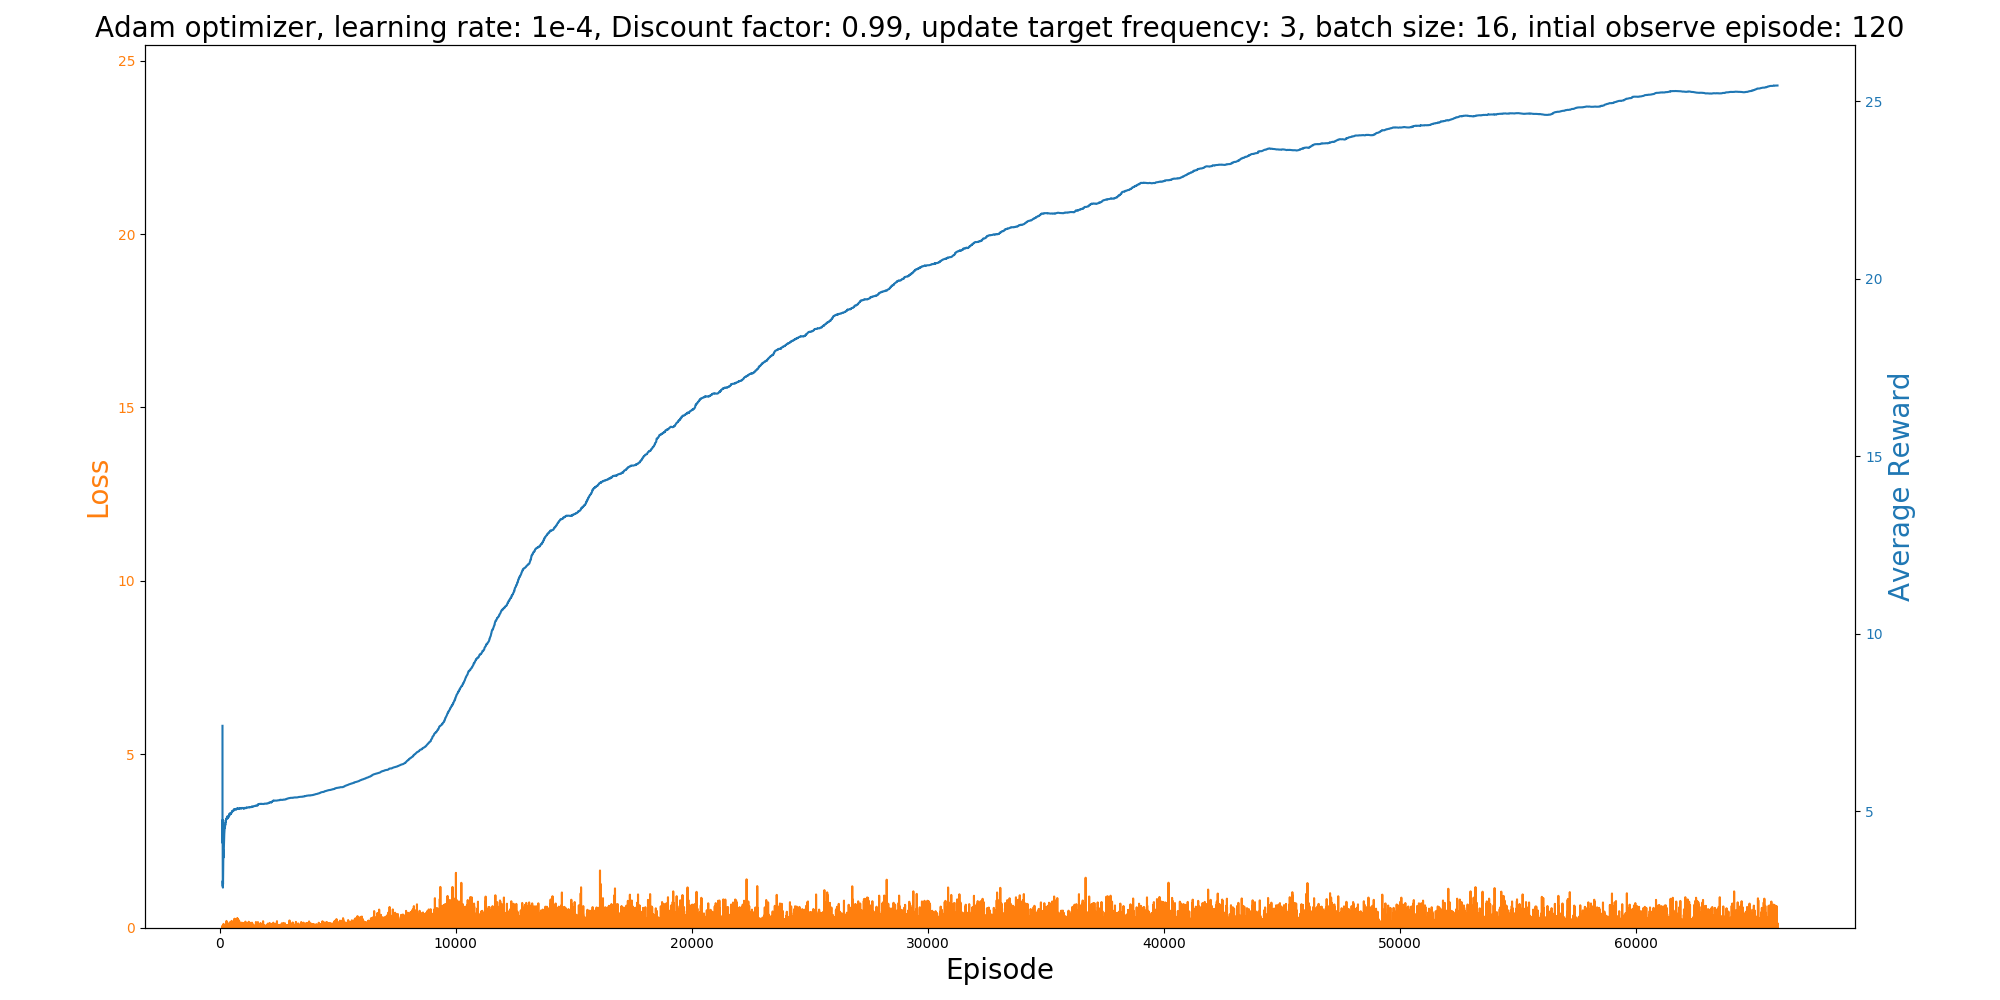 Adam optimizer, learning rate: 1e-4, Discount factor: 0.99, update target frequency: 3, batch size: 16, intial observe episode: 120
25
20
15
10
5
0
Loss
25
20
15
10
5
Average Reward
0 10000 20000 30000 40000 50000 60000
Episode